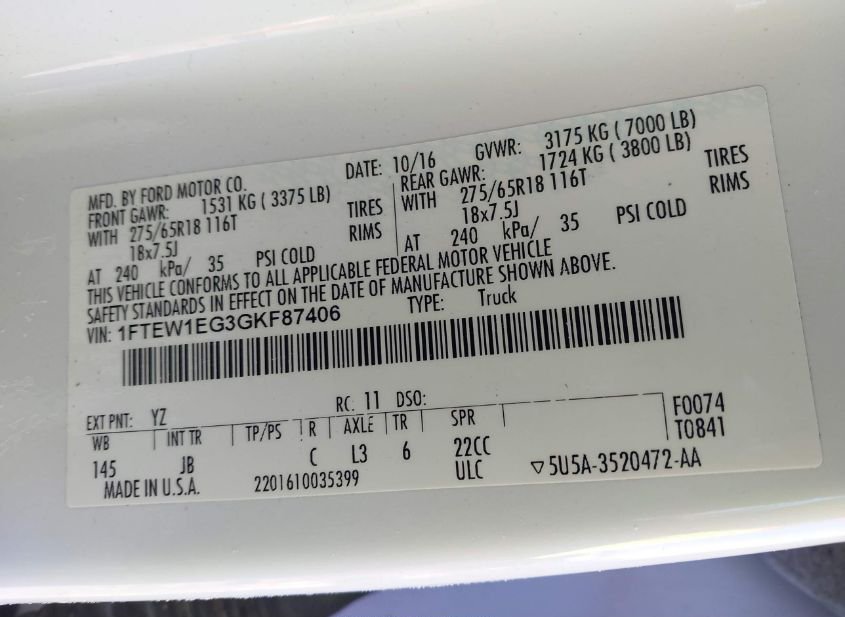 MFD. BY FORD MOTOR CO.
DATE: 10/16 GVWR: 3175 KG ( 7000 LB)
FRONT GAWR: 1531 KG ( 3375 LB) REAR GAWR: 1724 KG ( 3800 LB)
WITH 275/65R18 116T TIRES WITH 275/65R18 116T TIRES
18x7.5J RIMS 18x7.5J RIMS
AT 240 kPa/ 35 PSI COLD AT 240 kPa/ 35 PSI COLD
THIS VEHICLE CONFORMS TO ALL APPLICABLE FEDERAL MOTOR VEHICLE
SAFETY STANDARDS IN EFFECT ON THE DATE OF MANUFACTURE SHOWN ABOVE.
VIN: 1FTEW1EG3GKF87406 TYPE: Truck
EXT PNT: YZ RC: 11 DSO: F0074
WB INT TR TP/PS R AXLE TR SPR T0841
145 JB C L3 6 22CC
MADE IN U.S.A. 2201610035399 ULC ▽5U5A-3520472-AA